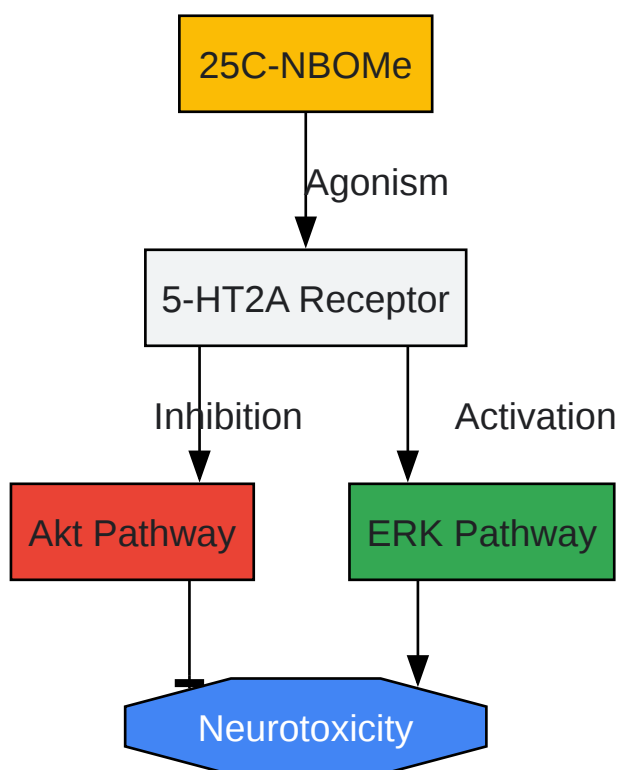 25C-NBOMe
Agonism
5-HT2A Receptor
Inhibition
Activation
Akt Pathway
ERK Pathway
Neurotoxicity